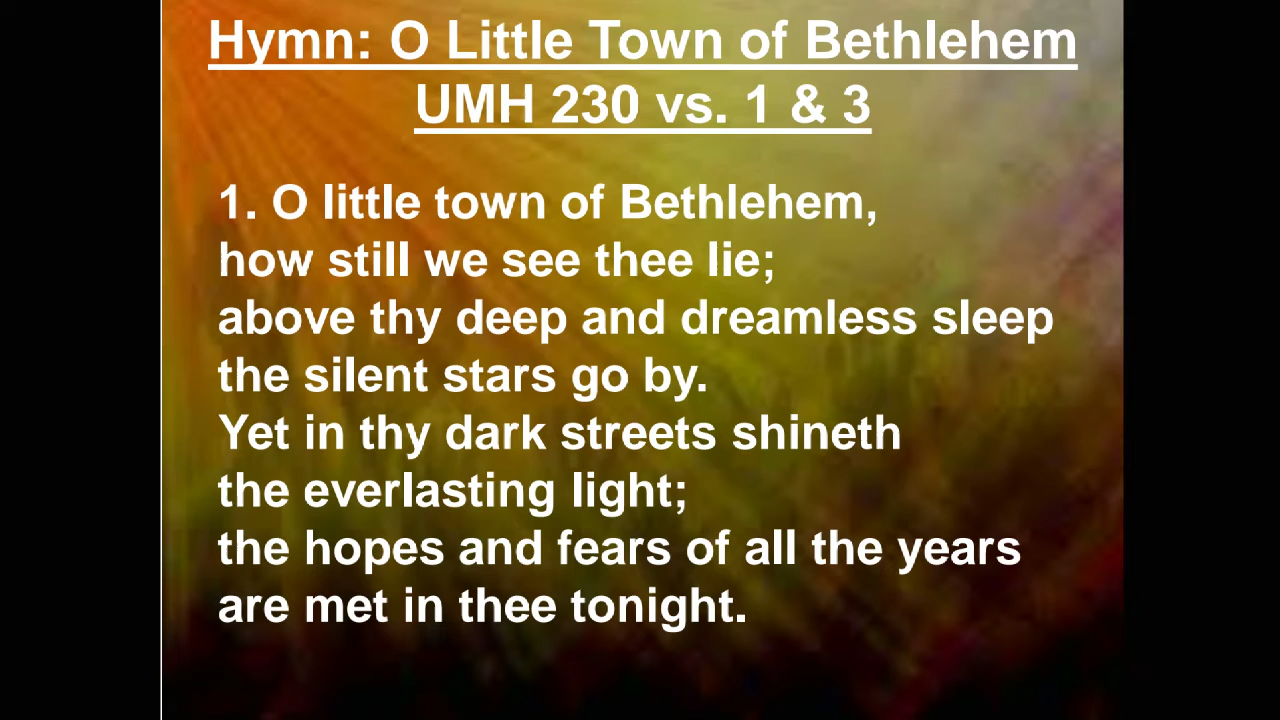 Hymn: O Little Town of Bethlehem
UMH 230 vs. 1 & 3
1. O little town of Bethlehem,
how still we see thee lie;
above thy deep and dreamless sleep
the silent stars go by.
Yet in thy dark streets shineth
the everlasting light;
the hopes and fears of all the years
are met in thee tonight.